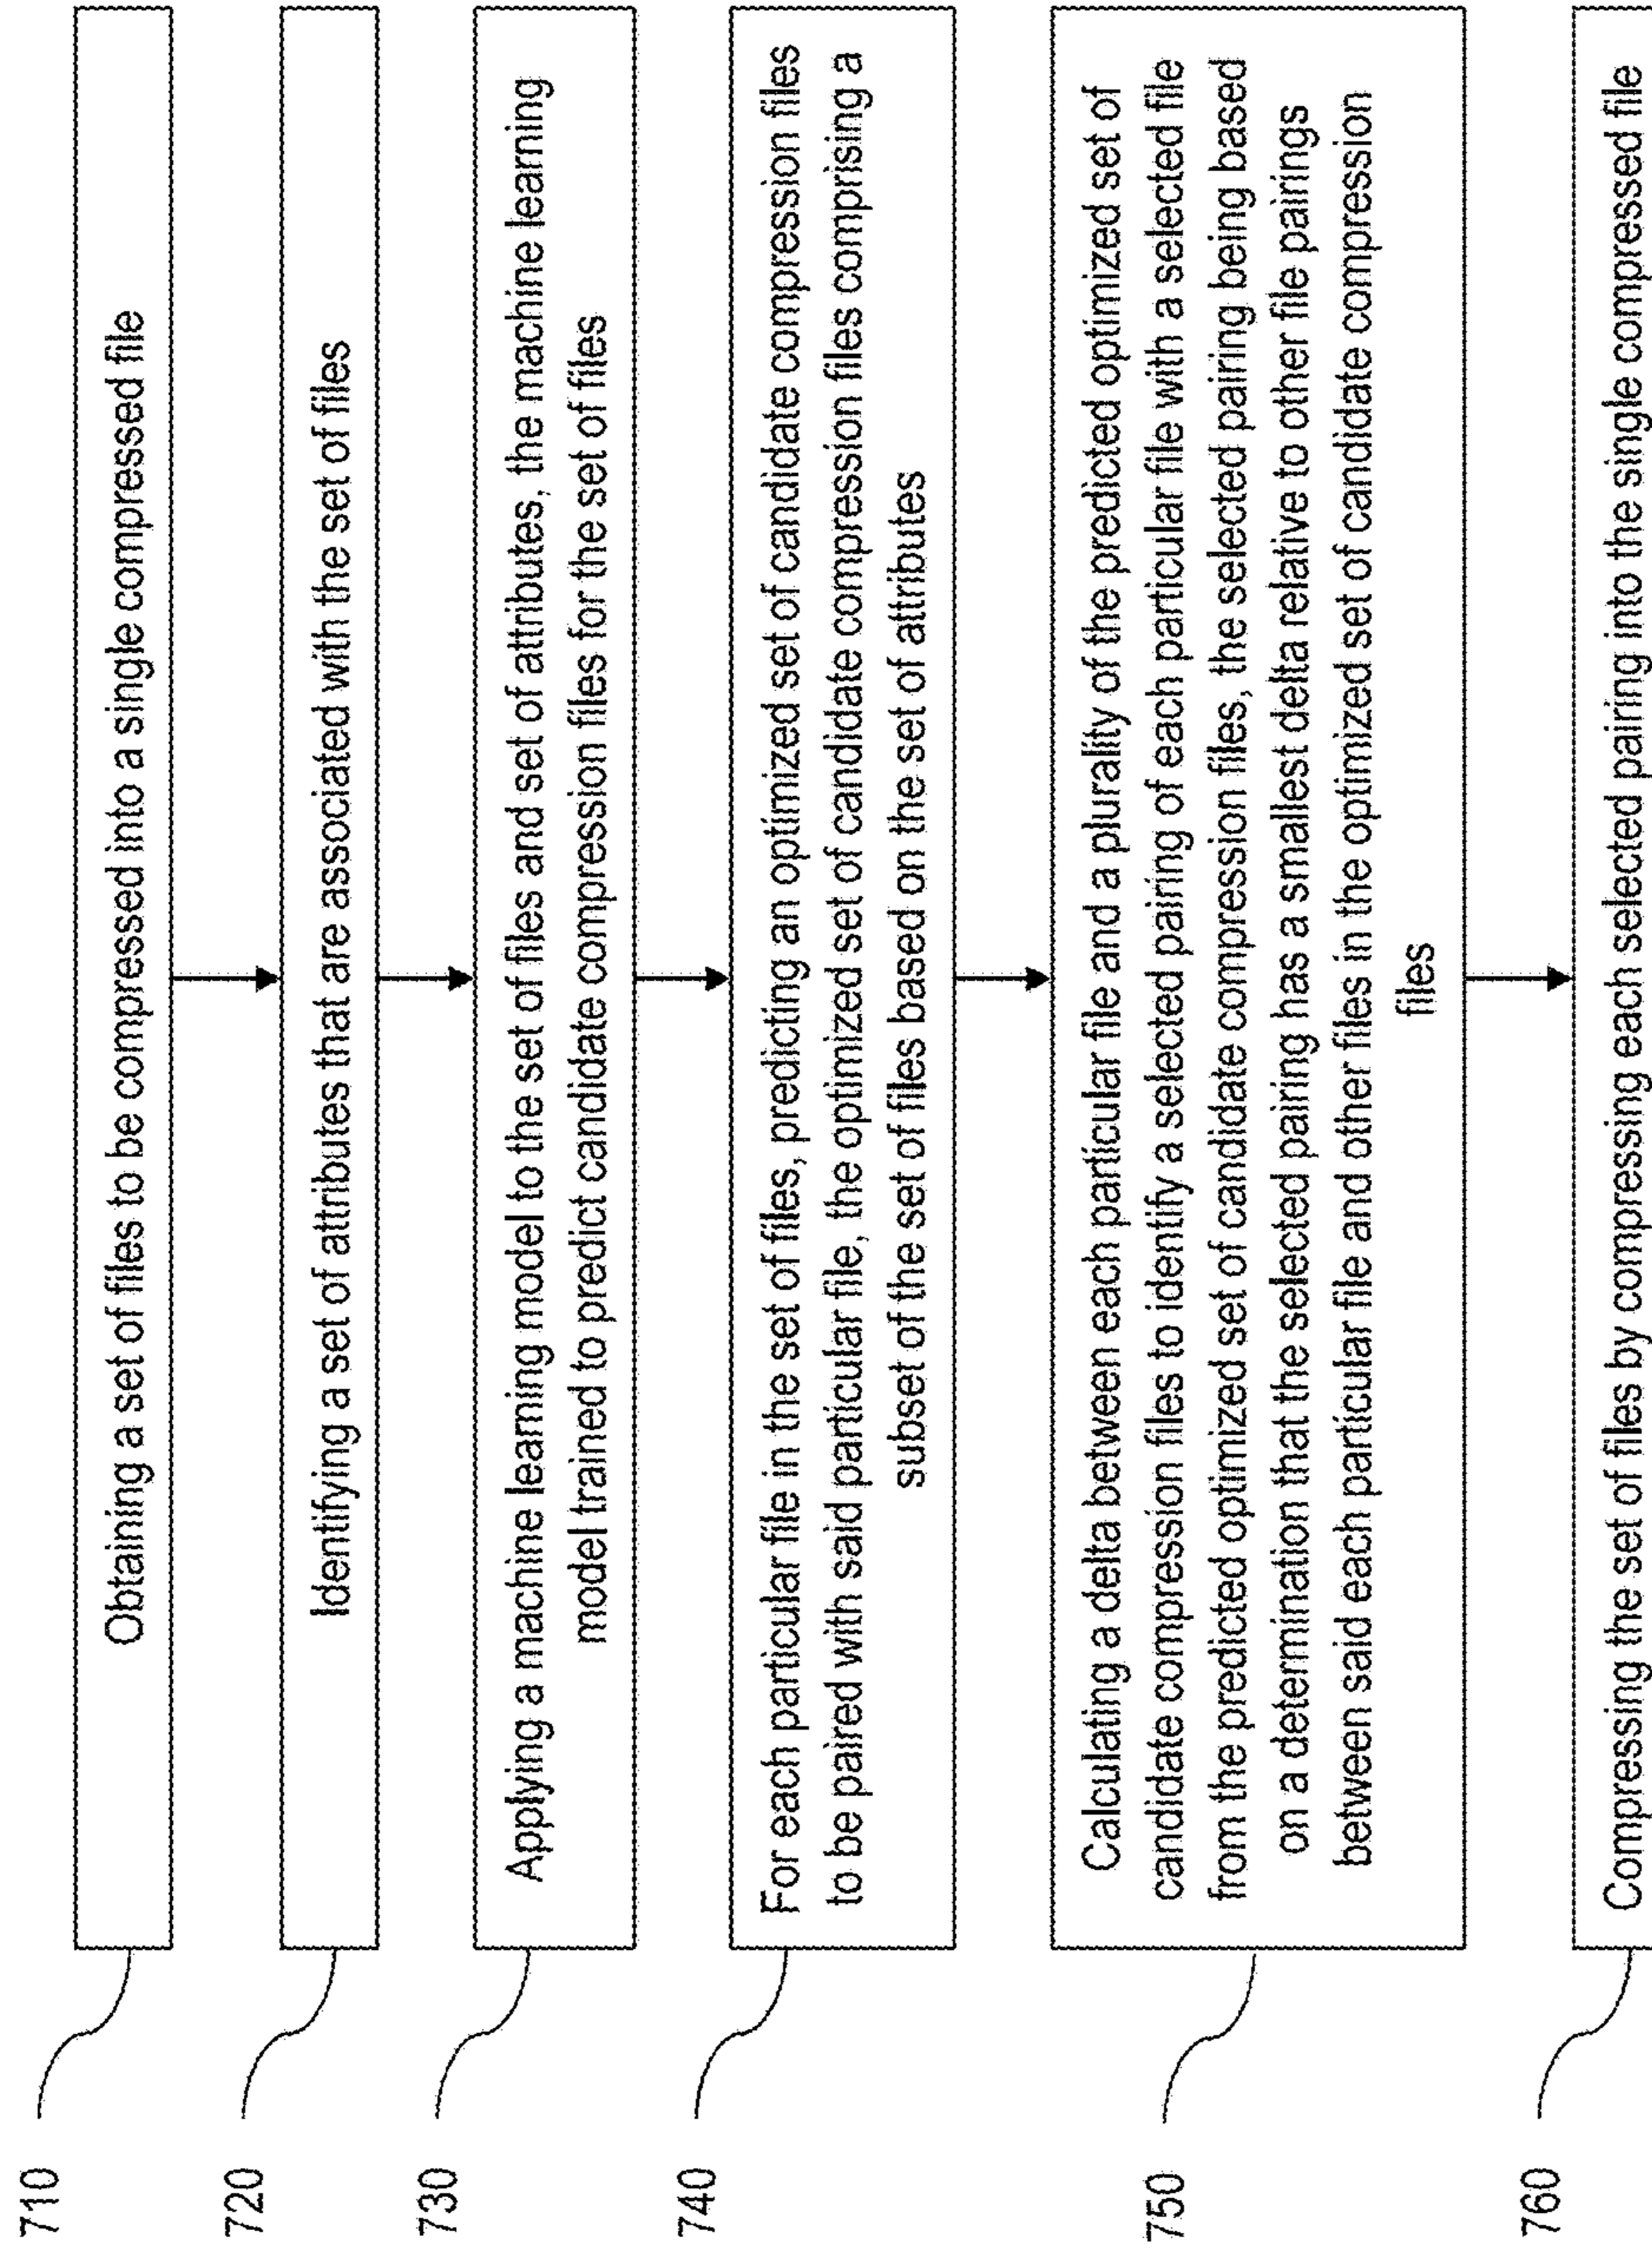 710
Obtaining a set of files to be compressed into a single compressed file
720
Identifying a set of attributes that are associated with the set of files
730
Applying a machine learning model to the set of files and set of attributes, the machine learning
model trained to predict candidate compression files for the set of files
740
For each particular file in the set of files, predicting an optimized set of candidate compression files
to be paired with said particular file, the optimized set of candidate compression files comprising a
subset of the set of files based on the set of attributes
750
Calculating a delta between each particular file and a plurality of the predicted optimized set of
candidate compression files to identify a selected pairing of each particular file with a selected file
from the predicted optimized set of candidate compression files, the selected pairing being based
on a determination that the selected pairing has a smallest delta relative to other file pairings
between said each particular file and other files in the optimized set of candidate compression
files
760
Compressing the set of files by compressing each selected pairing into the single compressed file